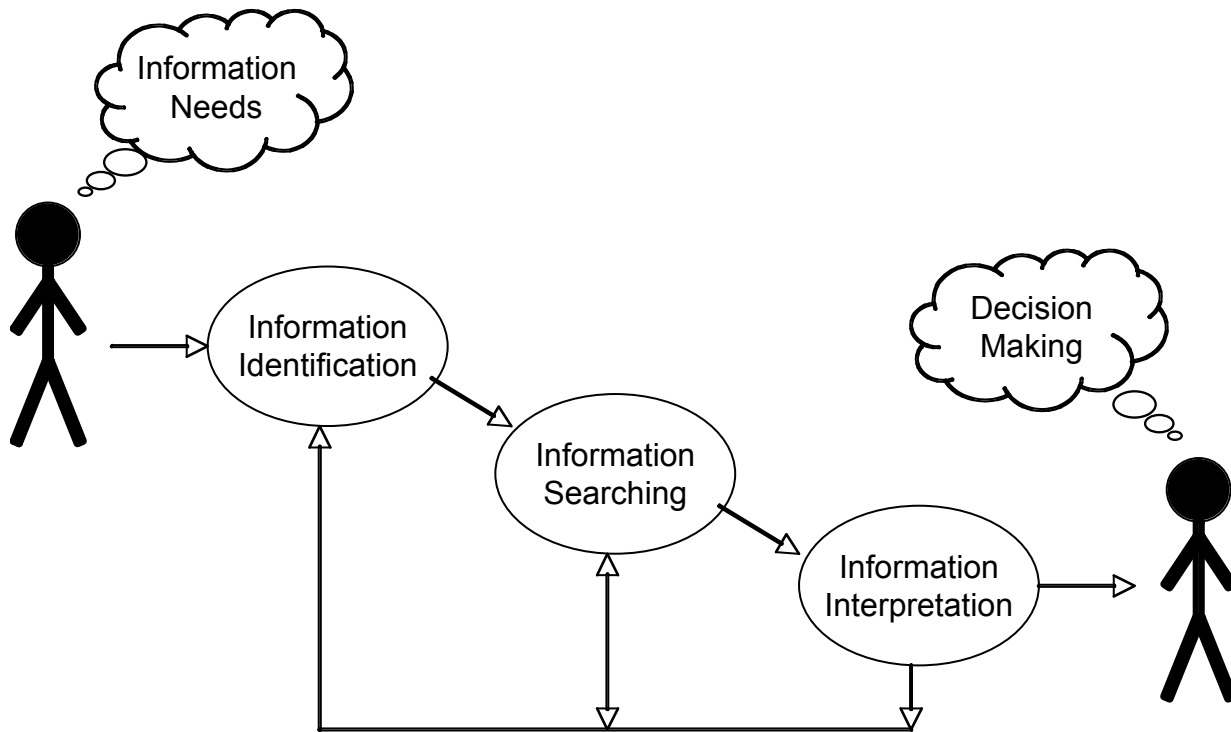 Information
Needs
Information
Identification
Decision
Making
Information
Searching
Information
Interpretation